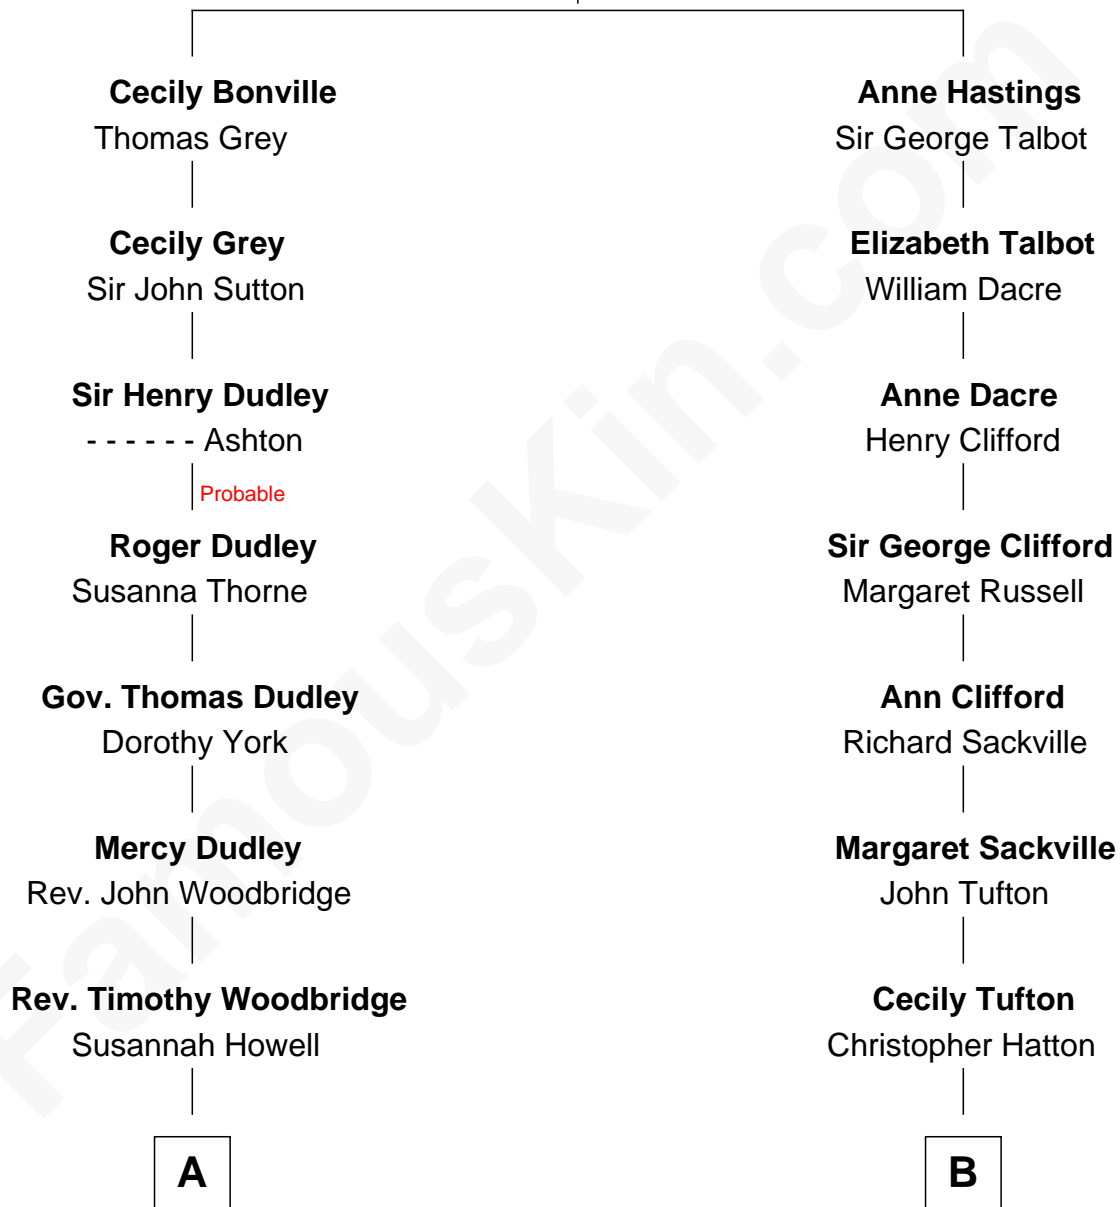 Cecily Bonville
Thomas Grey
Cecily Grey
Sir John Sutton
Sir Henry Dudley
- - - - - - Ashton
Probable
Roger Dudley
Susanna Thorne
Gov. Thomas Dudley
Dorothy York
Mercy Dudley
Rev. John Woodbridge
Rev. Timothy Woodbridge
Susannah Howell
A
Anne Hastings
Sir George Talbot
Elizabeth Talbot
William Dacre
Anne Dacre
Henry Clifford
Sir George Clifford
Margaret Russell
Ann Clifford
Richard Sackville
Margaret Sackville
John Tufton
Cecily Tufton
Christopher Hatton
B
FamousKin.com